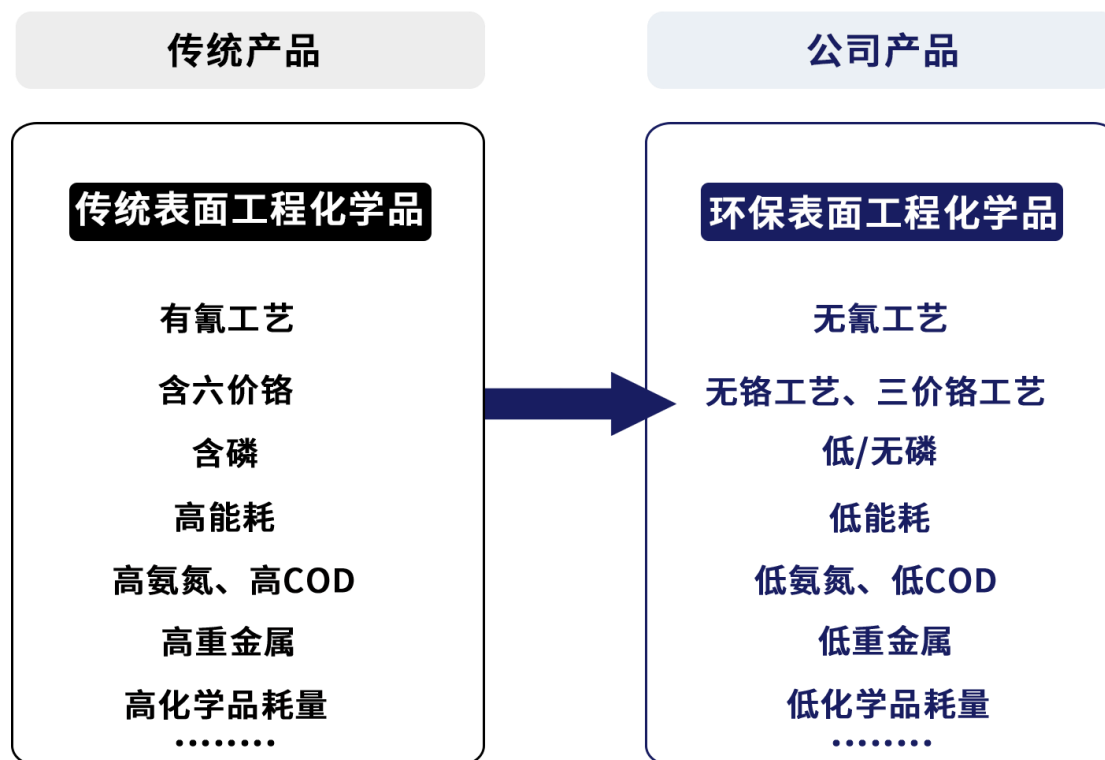 传统产品
公司产品
传统表面工程化学品
有氰工艺
含六价铬
含磷
高能耗
高氨氮、高COD
高重金属
高化学品耗量
………
环保表面工程化学品
无氰工艺
无铬工艺、三价铬工艺
低/无磷
低能耗
低氨氮、低COD
低重金属
低化学品耗量
………